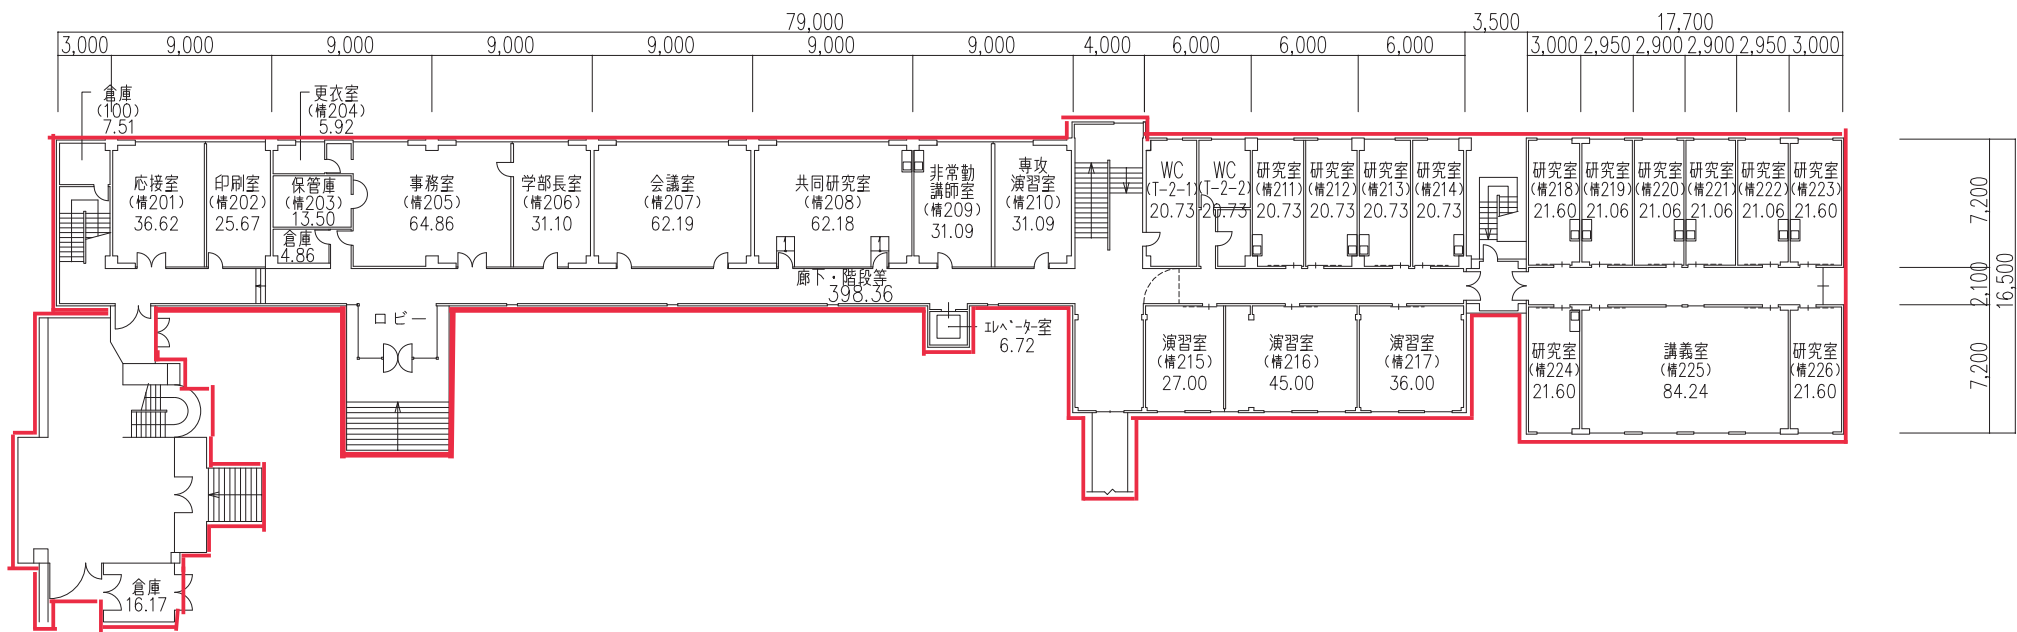 79,000
3,500
17,700
3,000
9,000
9,000
9,000
9,000
9,000
9,000
4,000
6,000
6,000
6,000
3,000
2,950
2,900
2,900
2,950
3,000
倉庫
(100)
7.51
更衣室
(情204)
5.92
応接室
(情201)
36.62
印刷室
(情202)
25.67
保管庫
(情203)
13.50
倉庫
4.86
事務室
(情205)
64.86
学部長室
(情206)
31.10
会議室
(情207)
62.19
共同研究室
(情208)
62.18
非常勤
講師室
(情209)
31.09
専攻
演習室
(情210)
31.09
WC
(T-2-1)
20.73
WC
(T-2-2)
20.73
研究室
(情211)
20.73
研究室
(情212)
20.73
研究室
(情213)
20.73
研究室
(情214)
20.73
研究室
(情218)
21.60
研究室
(情219)
21.06
研究室
(情220)
21.06
研究室
(情221)
21.06
研究室
(情222)
21.06
研究室
(情223)
21.60
7,200
2,100
7,200
16,500
廊下・階段等
398.36
ロビー
エレベーター室
6.72
演習室
(情215)
27.00
演習室
(情216)
45.00
演習室
(情217)
36.00
研究室
(情224)
21.60
講義室
(情225)
84.24
研究室
(情226)
21.60
倉庫
16.17